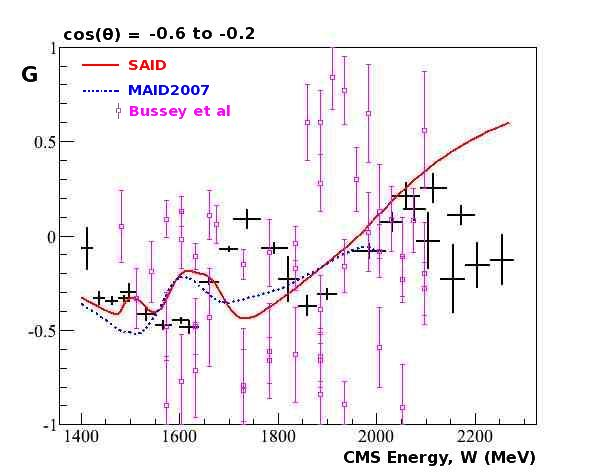 cos(θ) = -0.6 to -0.2
G
1
SAID
MAID2007
Bussey et al
0.5
0
-0.5
-1
1400 1600 1800 2000 2200
CMS Energy, W (MeV)